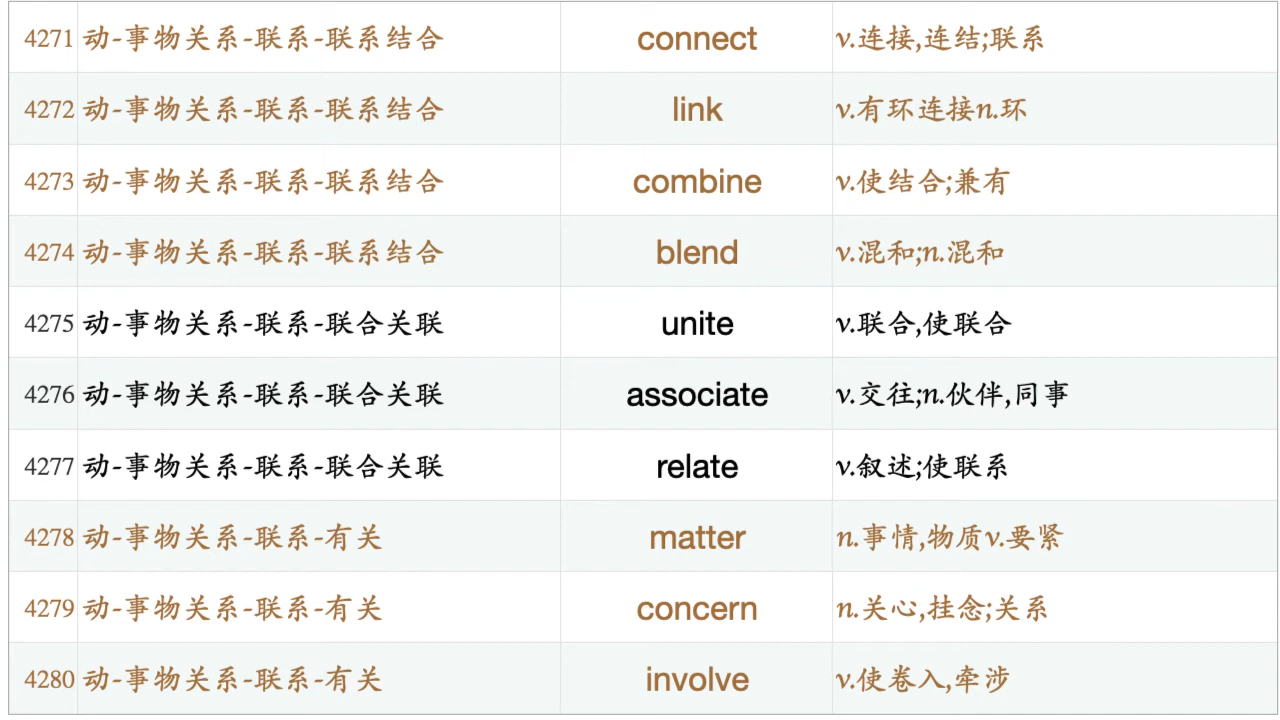 4271 动-事物关系-联系-联系结合 connect v.连接,连结;联系
4272 动-事物关系-联系-联系结合 link v.有环连接n.环
4273 动-事物关系-联系-联系结合 combine v.使结合;兼有
4274 动-事物关系-联系-联系结合 blend v.混和;n.混和
4275 动-事物关系-联系-联合关联 unite v.联合,使联合
4276 动-事物关系-联系-联合关联 associate v.交往;n.伙伴,同事
4277 动-事物关系-联系-联合关联 relate v.叙述;使联系
4278 动-事物关系-联系-有关 matter n.事情,物质v.要紧
4279 动-事物关系-联系-有关 concern n.关心,挂念;关系
4280 动-事物关系-联系-有关 involve v.使卷入,牵涉